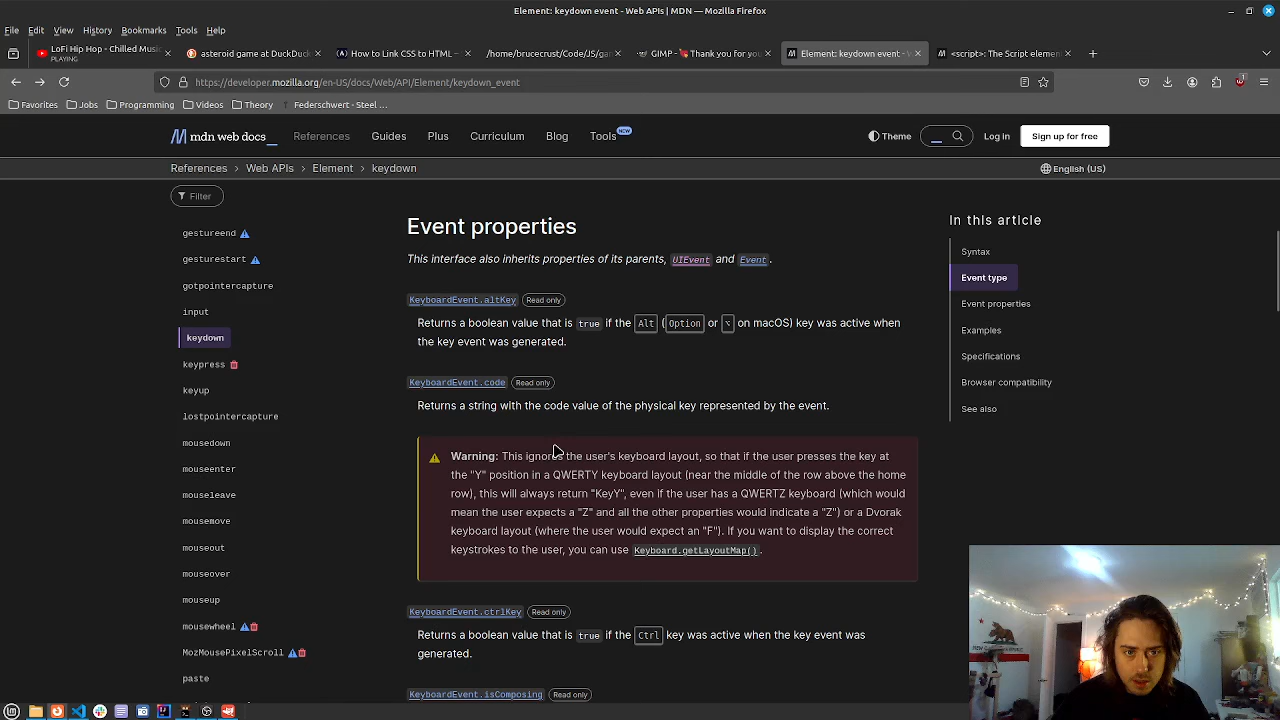 Element: keydown event - Web APIs | MDN — Mozilla Firefox
File Edit View History Bookmarks Tools Help
LoFi Hip Hop - Chilled Musi
PLAYING
asteroid game at DuckDuc
How to Link CSS to HTML –
/home/brucecrust/Code/JS/gam
GIMP - Thank you for you
Element: keydown event - V
<script>: The Script elemen
https://developer.mozilla.org/en-US/docs/Web/API/Element/keydown_event
Favorites Jobs Programming Videos Theory Federschwert - Steel ...
mdn web docs_ References Guides Plus Curriculum Blog Tools NEW Theme Log in Sign up for free
References > Web APIs > Element > keydown English (US)
Filter
gestureend
gesturestart
gotpointercapture
input
keydown
keypress
keyup
lostpointercapture
mousedown
mouseenter
mouseleave
mousemove
mouseout
mouseover
mouseup
mousewheel
MozMousePixelScroll
paste
Event properties
This interface also inherits properties of its parents, UIEvent and Event.
KeyboardEvent.altKey Read only
Returns a boolean value that is true if the Alt (Option or ⌥ on macOS) key was active when
the key event was generated.
KeyboardEvent.code Read only
Returns a string with the code value of the physical key represented by the event.
Warning: This ignores the user's keyboard layout, so that if the user presses the key at
the "Y" position in a QWERTY keyboard layout (near the middle of the row above the home
row), this will always return "KeyY", even if the user has a QWERTZ keyboard (which would
mean the user expects a "Z" and all the other properties would indicate a "Z") or a Dvorak
keyboard layout (where the user would expect an "F"). If you want to display the correct
keystrokes to the user, you can use Keyboard.getLayoutMap().
KeyboardEvent.ctrlKey Read only
Returns a boolean value that is true if the Ctrl key was active when the key event was
generated.
KeyboardEvent.isComposing Read only
In this article
Syntax
Event type
Event properties
Examples
Specifications
Browser compatibility
See also